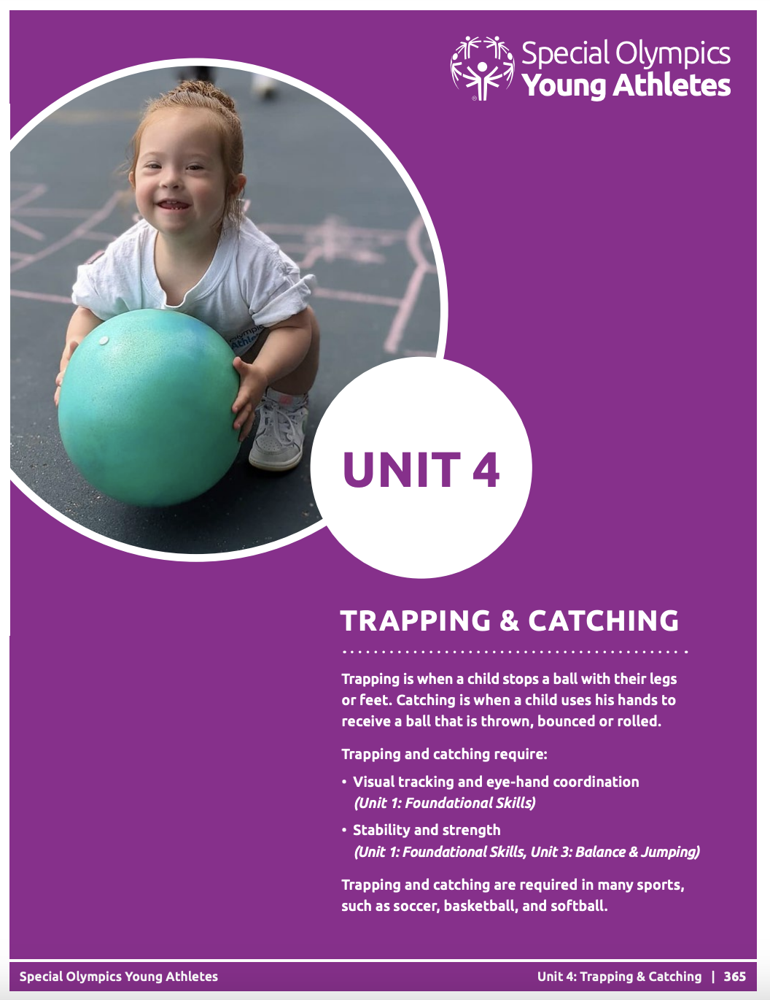 Special Olympics
Young Athletes
Olympic
Athle
UNIT 4
TRAPPING & CATCHING
Trapping is when a child stops a ball with their legs
or feet. Catching is when a child uses his hands to
receive a ball that is thrown, bounced or rolled.
Trapping and catching require:
• Visual tracking and eye-hand coordination
(Unit 1: Foundational Skills)
• Stability and strength
(Unit 1: Foundational Skills, Unit 3: Balance & Jumping)
Trapping and catching are required in many sports,
such as soccer, basketball, and softball.
Special Olympics Young Athletes
Unit 4: Trapping & Catching | 365